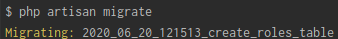 $ php artisan migrate
Migrating: 2020_06_20_121513_create_roles_table